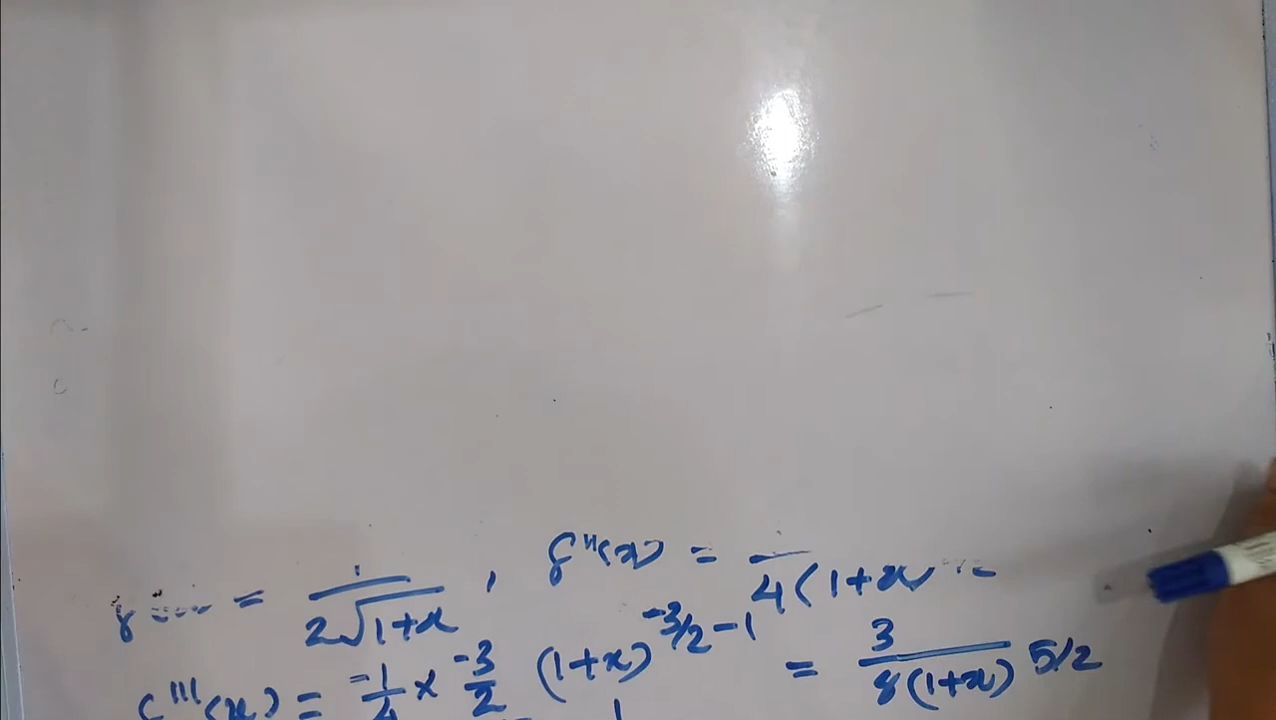 = 1/(2√(1+x)), f''(x) = /4(1+x)
f'''(x) = -1/4 × -3/2 (1+x)^(-3/2-1) = 3/(8(1+x)^5/2)